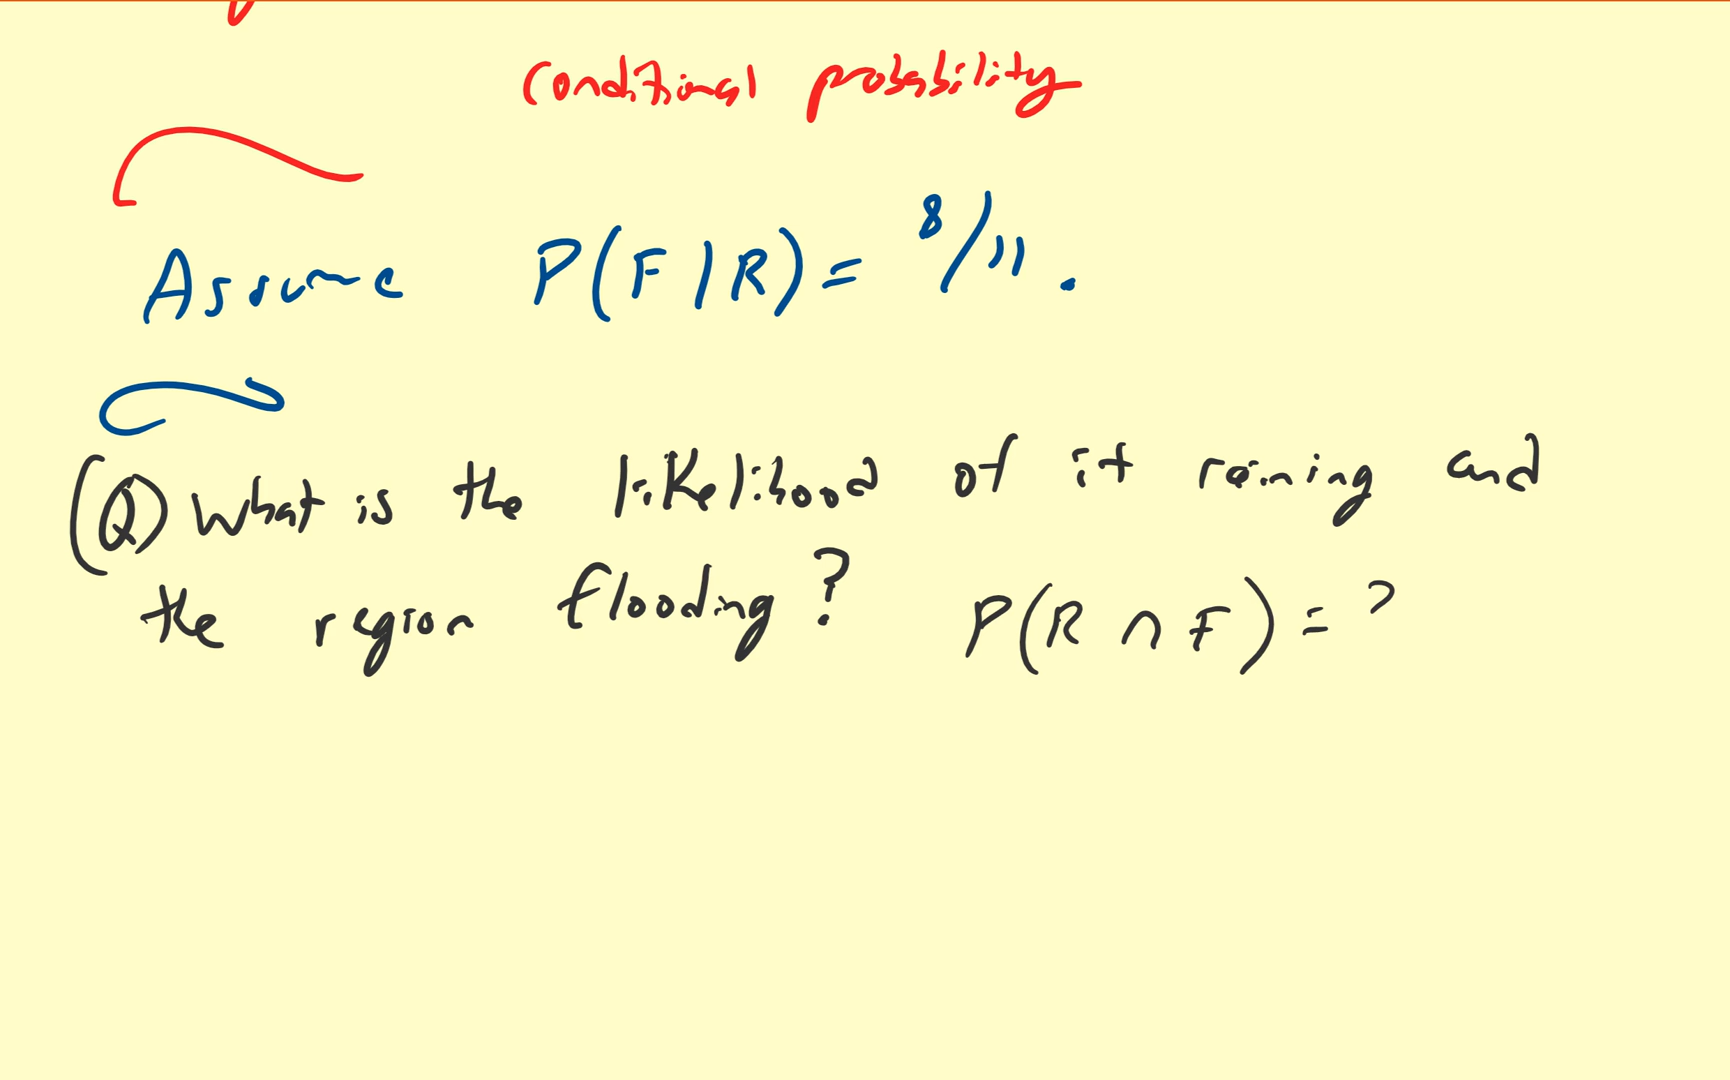 conditional probability
Assume P(F|R) = 8/11.
(Q) What is the likelihood of it raining and
the region flooding? P(R ∩ F) = ?